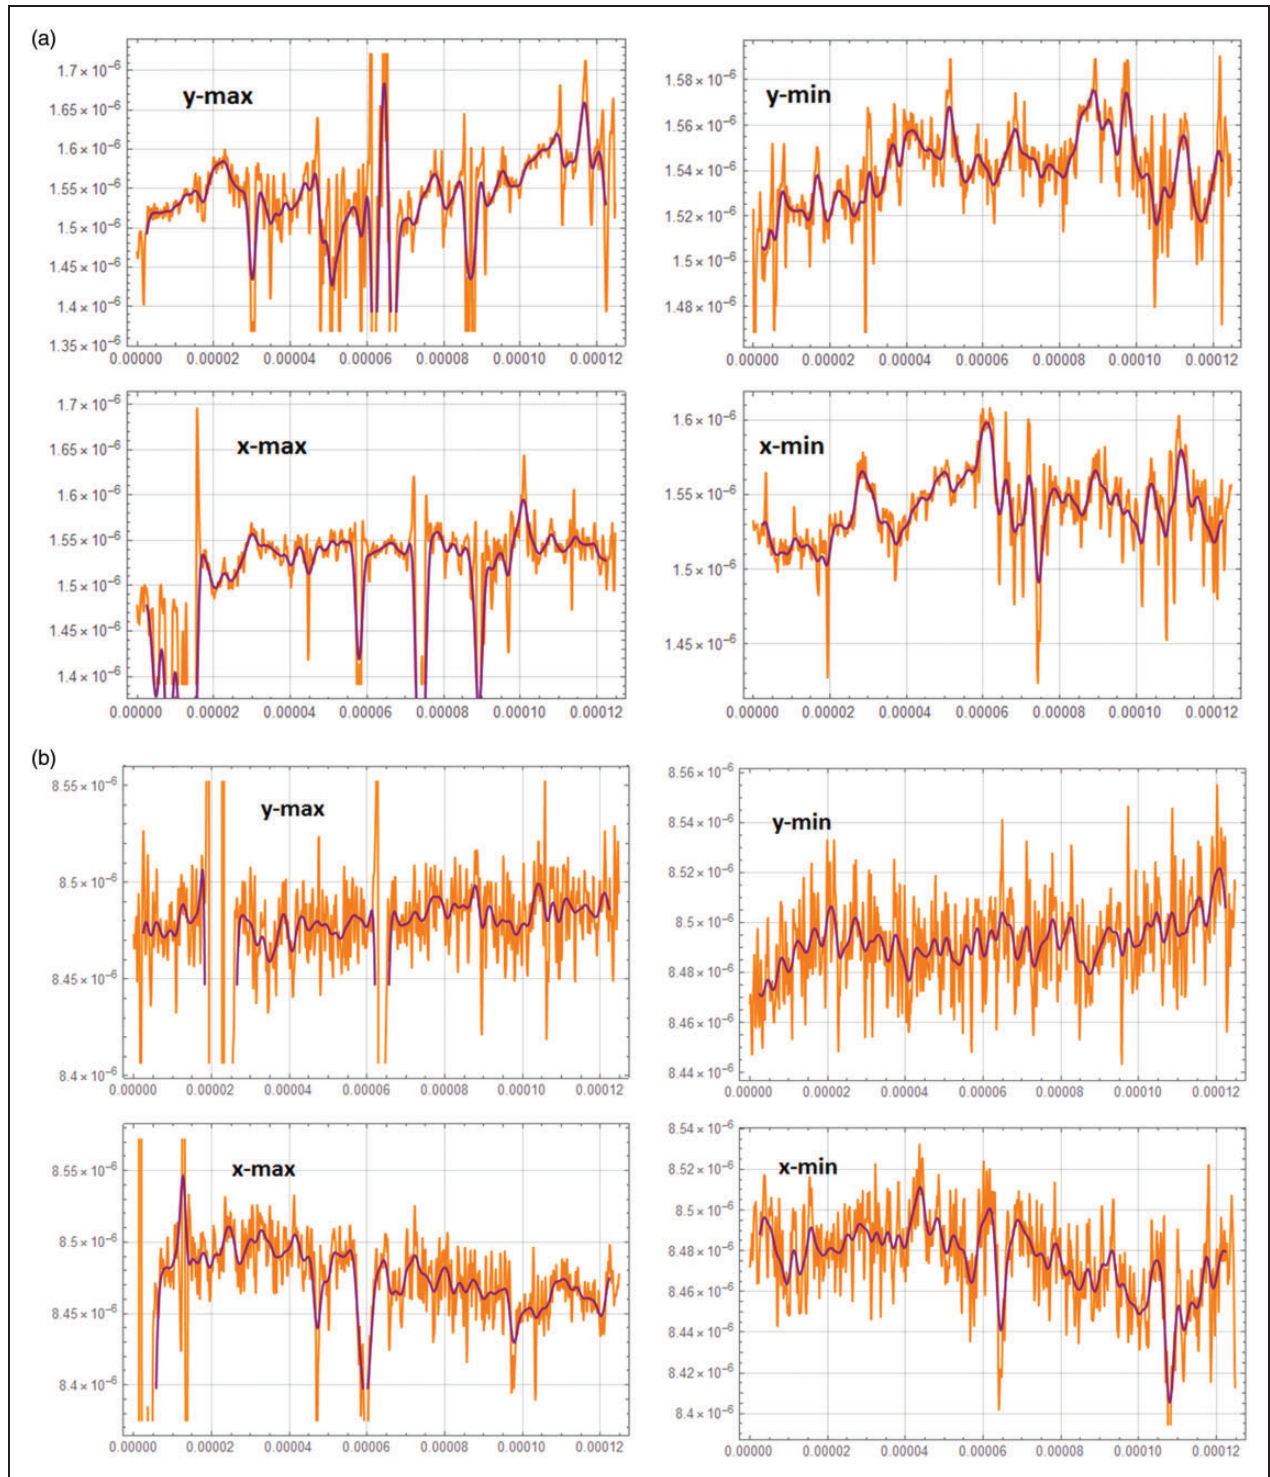 (a)
y-max
1.7 × 10⁻⁶
1.65 × 10⁻⁶
1.6 × 10⁻⁶
1.55 × 10⁻⁶
1.5 × 10⁻⁶
1.45 × 10⁻⁶
1.4 × 10⁻⁶
1.35 × 10⁻⁶
0.00000 0.00002 0.00004 0.00006 0.00008 0.00010 0.00012
y-min
1.58 × 10⁻⁶
1.56 × 10⁻⁶
1.54 × 10⁻⁶
1.52 × 10⁻⁶
1.5 × 10⁻⁶
1.48 × 10⁻⁶
0.00000 0.00002 0.00004 0.00006 0.00008 0.00010 0.00012
x-max
1.7 × 10⁻⁶
1.65 × 10⁻⁶
1.6 × 10⁻⁶
1.55 × 10⁻⁶
1.5 × 10⁻⁶
1.45 × 10⁻⁶
1.4 × 10⁻⁶
0.00000 0.00002 0.00004 0.00006 0.00008 0.00010 0.00012
x-min
1.6 × 10⁻⁶
1.55 × 10⁻⁶
1.5 × 10⁻⁶
1.45 × 10⁻⁶
0.00000 0.00002 0.00004 0.00006 0.00008 0.00010 0.00012
(b)
y-max
8.55 × 10⁻⁶
8.5 × 10⁻⁶
8.45 × 10⁻⁶
8.4 × 10⁻⁶
0.00000 0.00002 0.00004 0.00006 0.00008 0.00010 0.00012
y-min
8.56 × 10⁻⁶
8.54 × 10⁻⁶
8.52 × 10⁻⁶
8.5 × 10⁻⁶
8.48 × 10⁻⁶
8.46 × 10⁻⁶
8.44 × 10⁻⁶
0.00000 0.00002 0.00004 0.00006 0.00008 0.00010 0.00012
x-max
8.55 × 10⁻⁶
8.5 × 10⁻⁶
8.45 × 10⁻⁶
8.4 × 10⁻⁶
0.00000 0.00002 0.00004 0.00006 0.00008 0.00010 0.00012
x-min
8.54 × 10⁻⁶
8.52 × 10⁻⁶
8.5 × 10⁻⁶
8.48 × 10⁻⁶
8.46 × 10⁻⁶
8.44 × 10⁻⁶
8.42 × 10⁻⁶
8.4 × 10⁻⁶
0.00000 0.00002 0.00004 0.00006 0.00008 0.00010 0.00012